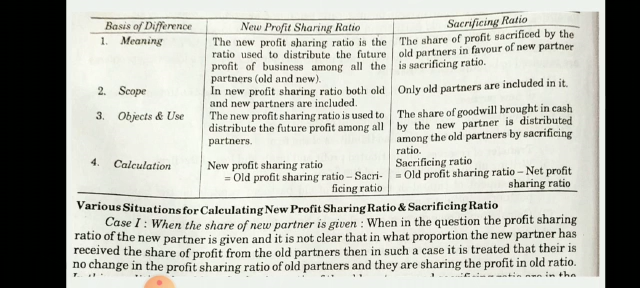 Basis of Difference New Profit Sharing Ratio Sacrificing Ratio
1. Meaning The new profit sharing ratio is the The share of profit sacrificed by the
ratio used to distribute the future old partners in favour of new partner
profit of business among all the is sacrificing ratio.
partners (old and new).
2. Scope In new profit sharing ratio both old Only old partners are included in it.
and new partners are included.
3. Objects & Use The new profit sharing ratio is used to The share of goodwill brought in cash
distribute the future profit among all by the new partner is distributed
partners. among the old partners by sacrificing
ratio.
4. Calculation New profit sharing ratio Sacrificing ratio
= Old profit sharing ratio – Sacri- = Old profit sharing ratio – Net profit
ficing ratio sharing ratio
Various Situations for Calculating New Profit Sharing Ratio & Sacrificing Ratio
Case I : When the share of new partner is given : When in the question the profit sharing
ratio of the new partner is given and it is not clear that in what proportion the new partner has
received the share of profit from the old partners then in such a case it is treated that their is
no change in the profit sharing ratio of old partners and they are sharing the profit in old ratio.